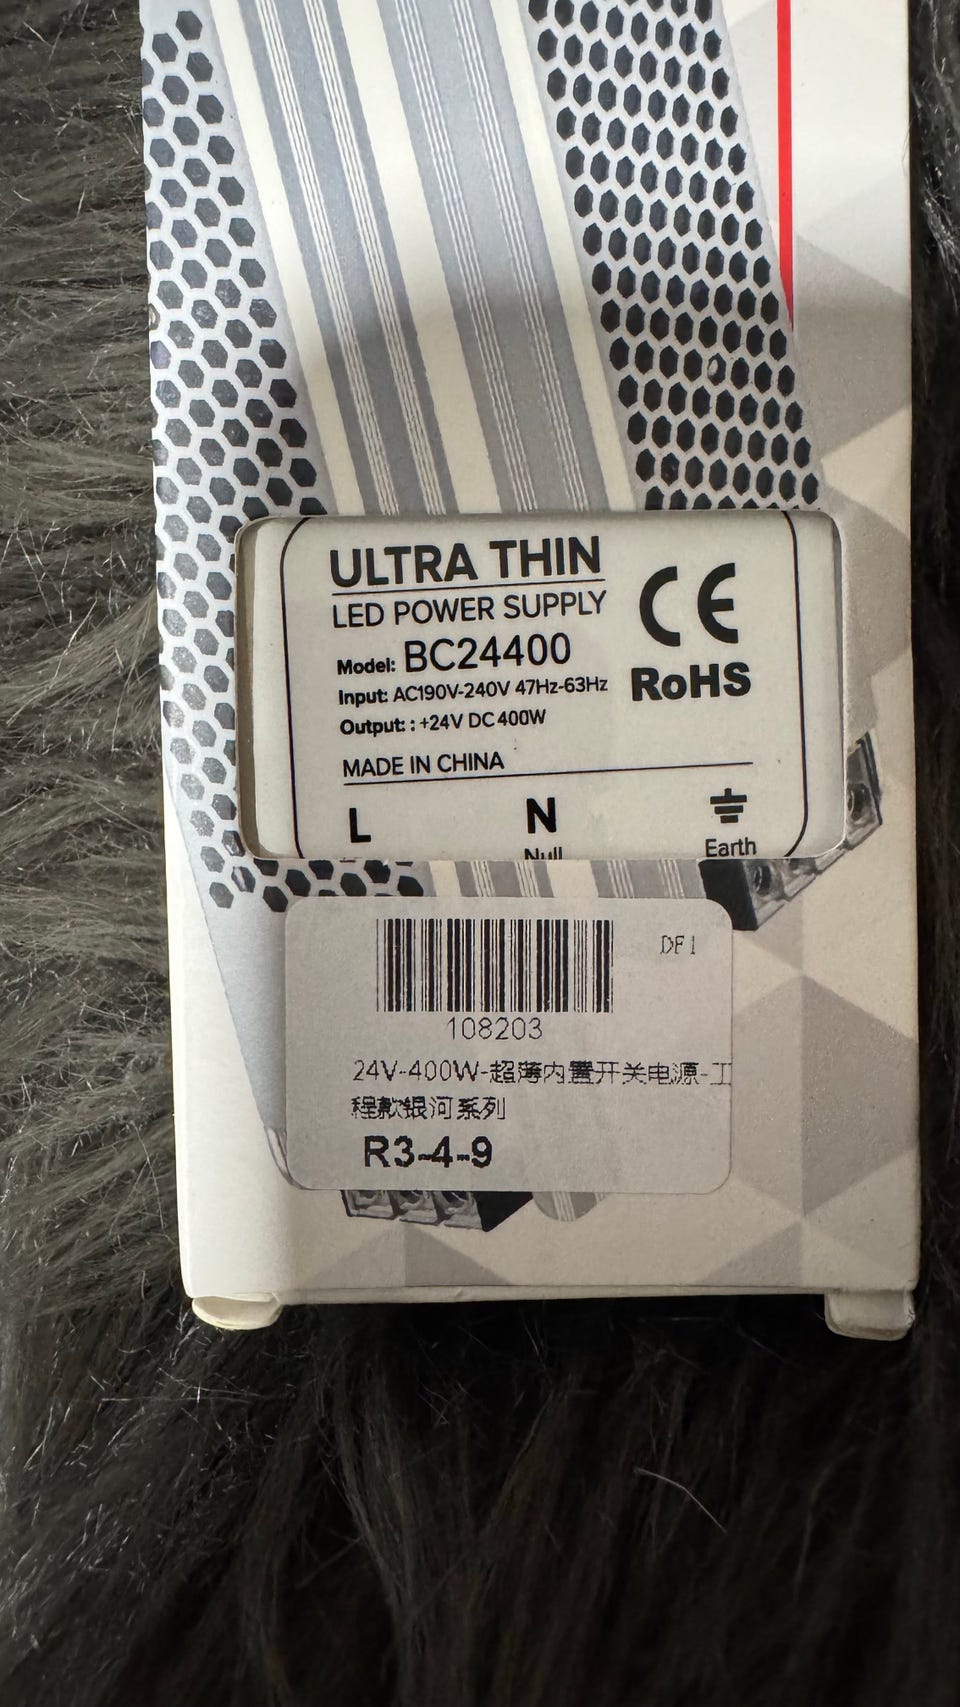 ULTRA THIN
LED POWER SUPPLY
Model: BC24400
Input: AC190V-240V 47Hz-63Hz
Output: : +24V DC 400W
CE
RoHS
MADE IN CHINA
L
N
Null
Earth
DF1
108203
24V-400W-超薄内置开关电源-工
程款银河系列
R3-4-9